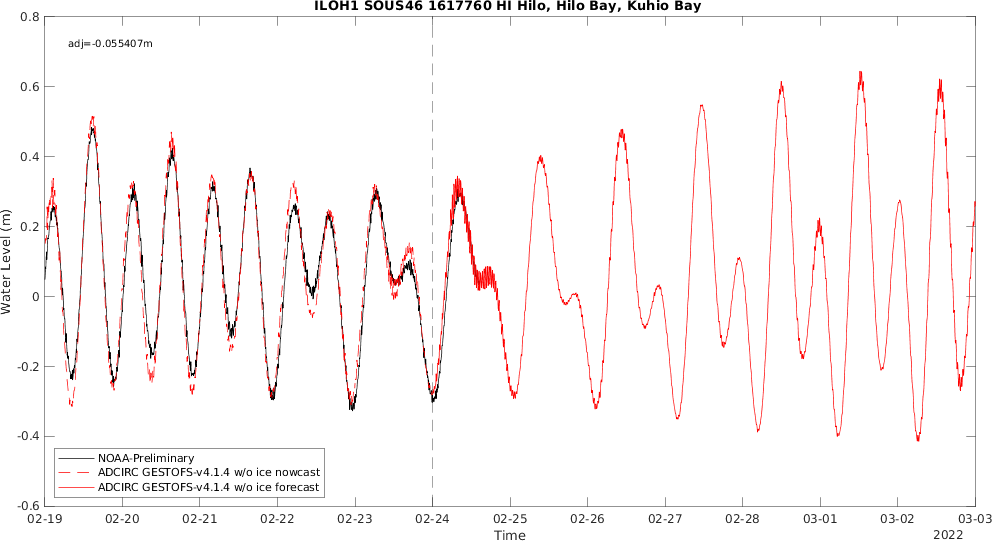 ILOH1 SOUS46 1617760 HI Hilo, Hilo Bay, Kuhio Bay
adj=-0.055407m
0.8
0.6
0.4
0.2
0
-0.2
-0.4
-0.6
Water Level (m)
NOAA-Preliminary
ADCIRC GESTOFS-v4.1.4 w/o ice nowcast
ADCIRC GESTOFS-v4.1.4 w/o ice forecast
02-19 02-20 02-21 02-22 02-23 02-24 02-25 02-26 02-27 02-28 03-01 03-02 03-03
Time
2022